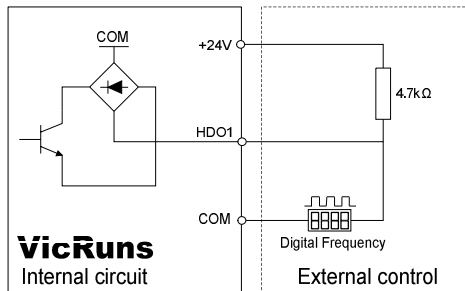 COM
+24V
4.7kΩ
HDO1
COM
Digital Frequency
VicRuns
Internal circuit
External control